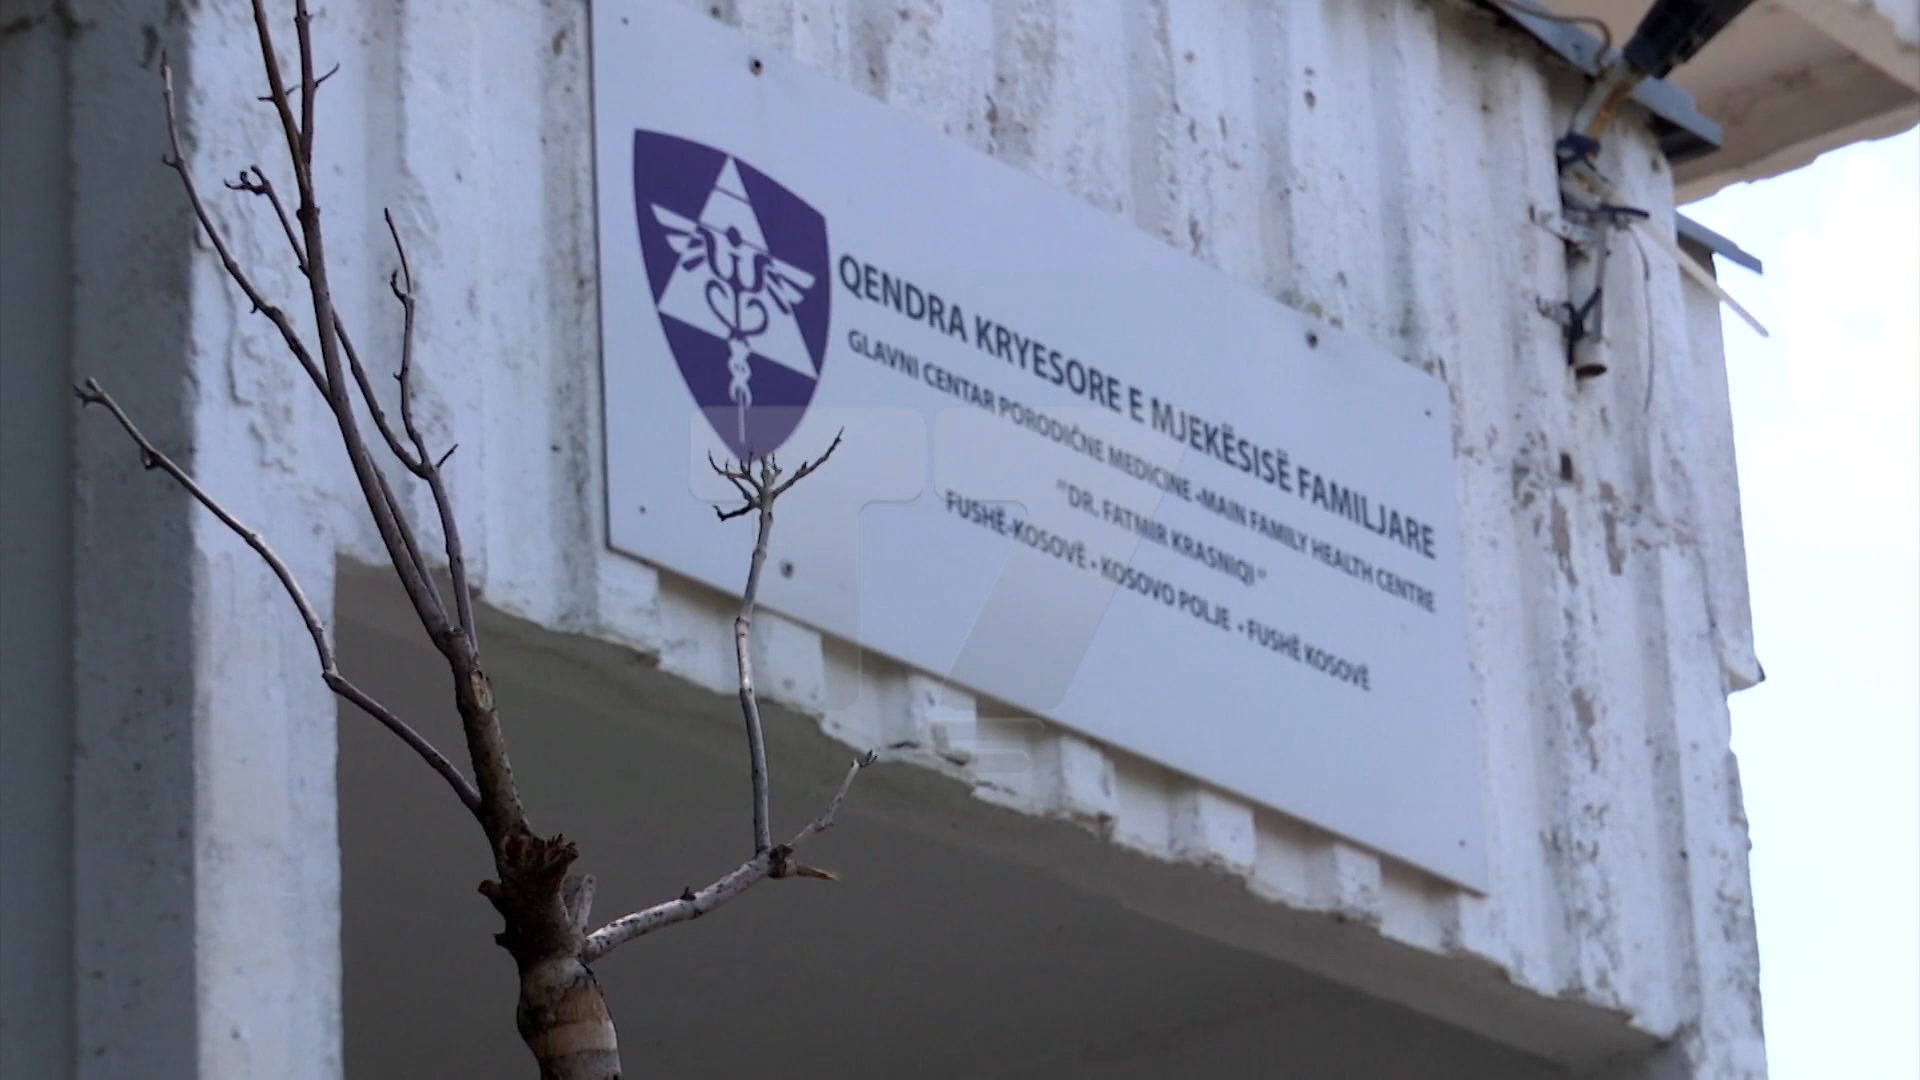 QENDRA KRYESORE E MJEKËSISË FAMILJARE
GLAVNI CENTAR PORODIČNE MEDICINE -MAIN FAMILY HEALTH CENTRE
"DR. FATMIR KRASNIQI"
FUSHË-KOSOVË - KOSOVO POLJE - FUSHË KOSOVË
T7